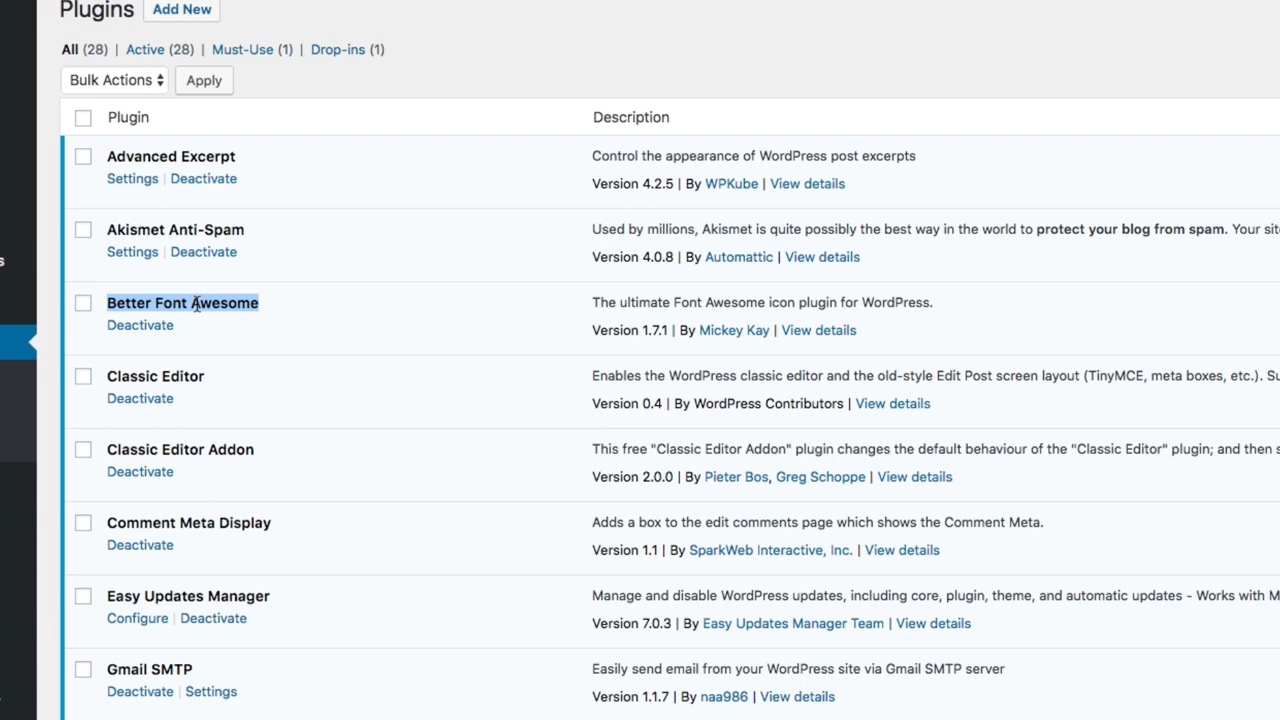 Plugins Add New
All (28) | Active (28) | Must-Use (1) | Drop-ins (1)
Bulk Actions Apply
Plugin Description
Advanced Excerpt Control the appearance of WordPress post excerpts
Settings | Deactivate Version 4.2.5 | By WPKube | View details
Akismet Anti-Spam Used by millions, Akismet is quite possibly the best way in the world to protect your blog from spam. Your
Settings | Deactivate Version 4.0.8 | By Automattic | View details
Better Font Awesome The ultimate Font Awesome icon plugin for WordPress.
Deactivate Version 1.7.1 | By Mickey Kay | View details
Classic Editor Enables the WordPress classic editor and the old-style Edit Post screen layout (TinyMCE, meta boxes, etc.).
Deactivate Version 0.4 | By WordPress Contributors | View details
Classic Editor Addon This free "Classic Editor Addon" plugin changes the default behaviour of the "Classic Editor" plugin; and then
Deactivate Version 2.0.0 | By Pieter Bos, Greg Schoppe | View details
Comment Meta Display Adds a box to the edit comments page which shows the Comment Meta.
Deactivate Version 1.1 | By SparkWeb Interactive, Inc. | View details
Easy Updates Manager Manage and disable WordPress updates, including core, plugin, theme, and automatic updates - Works with
Configure | Deactivate Version 7.0.3 | By Easy Updates Manager Team | View details
Gmail SMTP Easily send email from your WordPress site via Gmail SMTP server
Deactivate | Settings Version 1.1.7 | By naa986 | View details